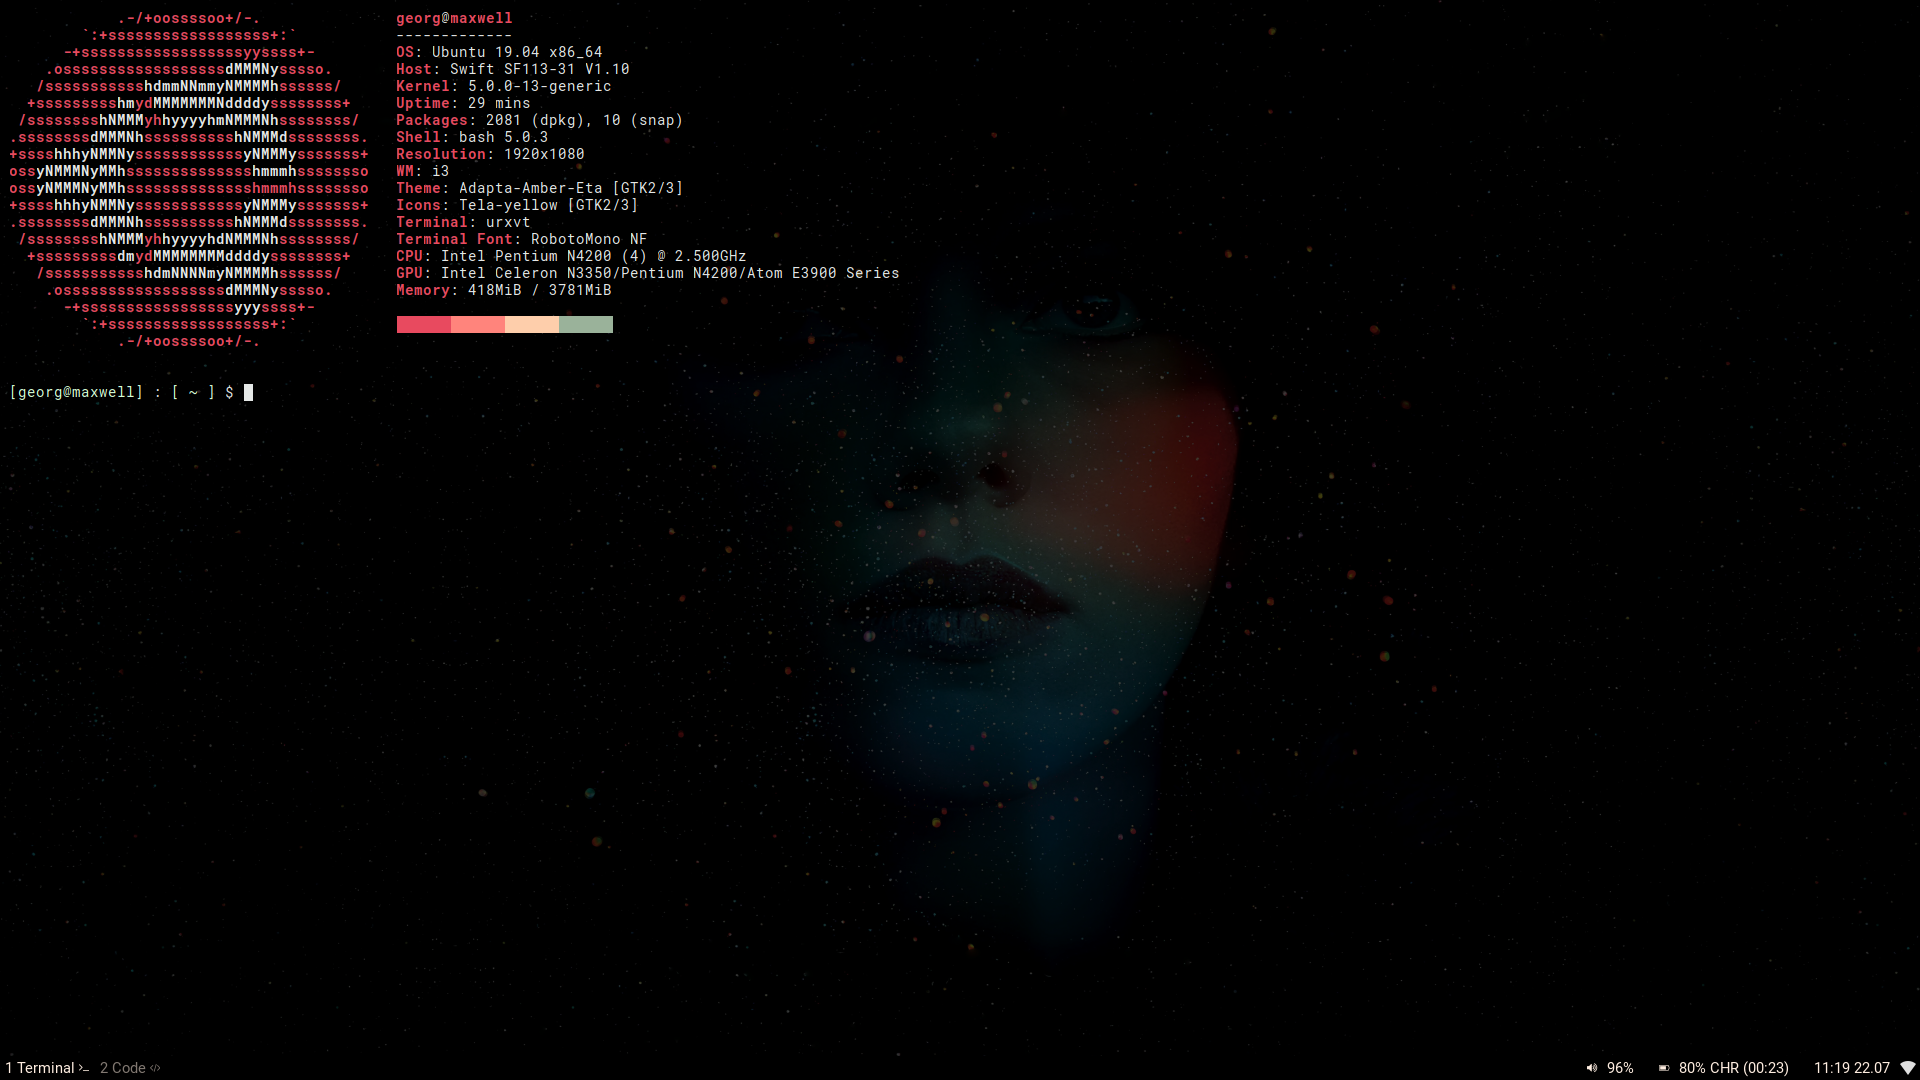 .-/+oossssoo+/-.
`:+ssssssssssssssssss+:`
-+ssssssssssssssssssyyssss+-
.ossssssssssssssssssdMMMNysssso.
/ssssssssssshdmmNNmmyNMMMMhssssss/
+ssssssssshmydMMMMMMMNddddyssssssss+
/sssssssshNMMMyhhyyyyhmNMMMNhssssssss/
.ssssssssdMMMNhsssssssssshNMMMdssssssss.
+sssshhhyNMMNyssssssssssssyNMMMysssssss+
ossyNMMMNyMMhsssssssssssssshmmmhssssssso
ossyNMMMNyMMhsssssssssssssshmmmhssssssso
+sssshhhyNMMNyssssssssssssyNMMMysssssss+
.ssssssssdMMMNhsssssssssshNMMMdssssssss.
/sssssssshNMMMyhhyyyyhdNMMMNhssssssss/
+sssssssssdmydMMMMMMMMddddyssssssss+
/ssssssssssshdmNNNNmyNMMMMhssssss/
.ossssssssssssssssssdMMMNysssso.
-+sssssssssssssssssyyyssss+-
`:+ssssssssssssssssss+:`
.-/+oossssoo+/-.
georg@maxwell
-------------
OS: Ubuntu 19.04 x86_64
Host: Swift SF113-31 V1.10
Kernel: 5.0.0-13-generic
Uptime: 29 mins
Packages: 2081 (dpkg), 10 (snap)
Shell: bash 5.0.3
Resolution: 1920x1080
WM: i3
Theme: Adapta-Amber-Eta [GTK2/3]
Icons: Tela-yellow [GTK2/3]
Terminal: urxvt
Terminal Font: RobotoMono NF
CPU: Intel Pentium N4200 (4) @ 2.500GHz
GPU: Intel Celeron N3350/Pentium N4200/Atom E3900 Series
Memory: 418MiB / 3781MiB
[georg@maxwell] : [ ~ ] $
1 Terminal 2 Code 96% 80% CHR (00:23) 11:19 22.07